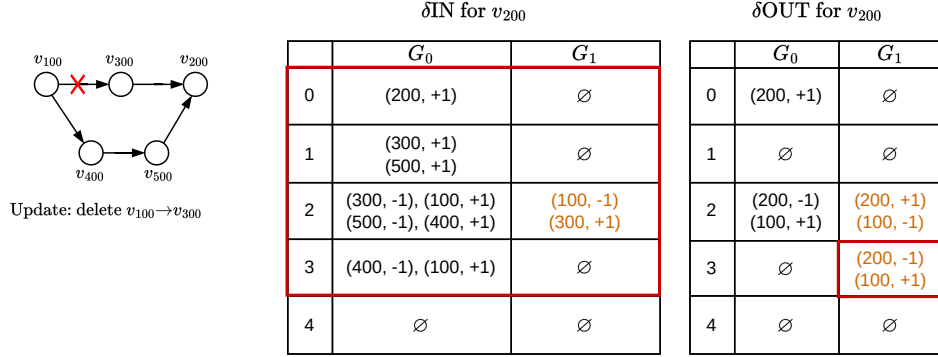 δIN for v₂₀₀
δOUT for v₂₀₀
v₁₀₀ v₃₀₀ v₂₀₀
v₄₀₀ v₅₀₀
Update: delete v₁₀₀→v₃₀₀
G₀ G₁
0 (200, +1) ∅
1 (300, +1) ∅
(500, +1)
2 (300, -1), (100, +1) (100, -1)
(500, -1), (400, +1) (300, +1)
3 (400, -1), (100, +1) ∅
4 ∅ ∅
G₀ G₁
0 (200, +1) ∅
1 ∅ ∅
2 (200, -1) (200, +1)
(100, +1) (100, -1)
3 ∅ (200, -1)
(100, +1)
4 ∅ ∅